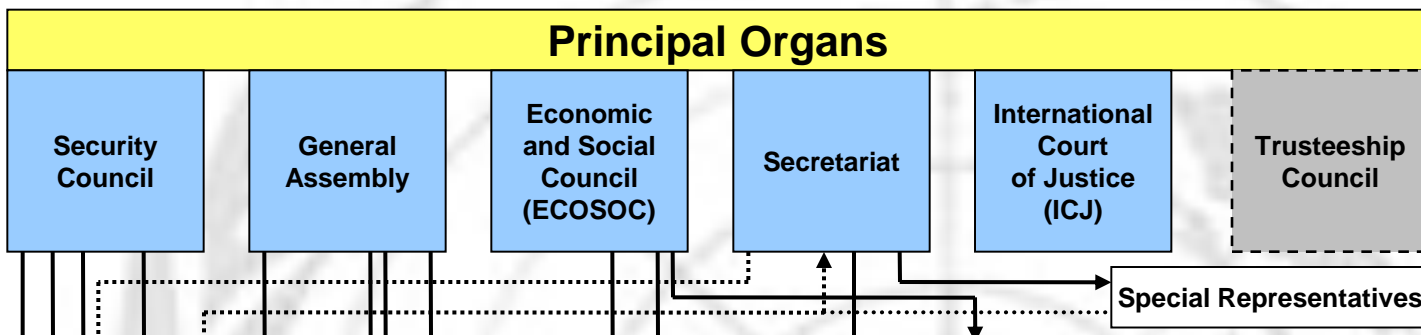 Principal Organs
Security
Council
General
Assembly
Economic
and Social
Council
(ECOSOC)
Secretariat
International
Court
of Justice
(ICJ)
Trusteeship
Council
Special Representatives